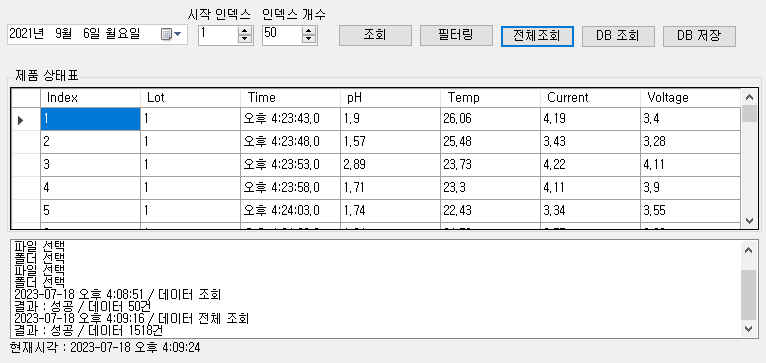 시작 인덱스 인덱스 개수
2021년 9월 6일 월요일 1 50 조회 필터링 전체조회 DB 조회 DB 저장
제품 상태표
Index Lot Time pH Temp Current Voltage
1 1 오후 4:23:43.0 1.9 26.06 4.19 3.4
2 1 오후 4:23:48.0 1.57 25.48 3.43 3.28
3 1 오후 4:23:53.0 2.89 23.73 4.22 4.11
4 1 오후 4:23:58.0 1.71 23.3 4.11 3.9
5 1 오후 4:24:03.0 1.74 22.43 3.34 3.55
파일 선택
폴더 선택
파일 선택
폴더 선택
2023-07-18 오후 4:08:51 / 데이터 조회
결과 : 성공 / 데이터 50건
2023-07-18 오후 4:09:16 / 데이터 전체 조회
결과 : 성공 / 데이터 1518건
현재시각 : 2023-07-18 오후 4:09:24